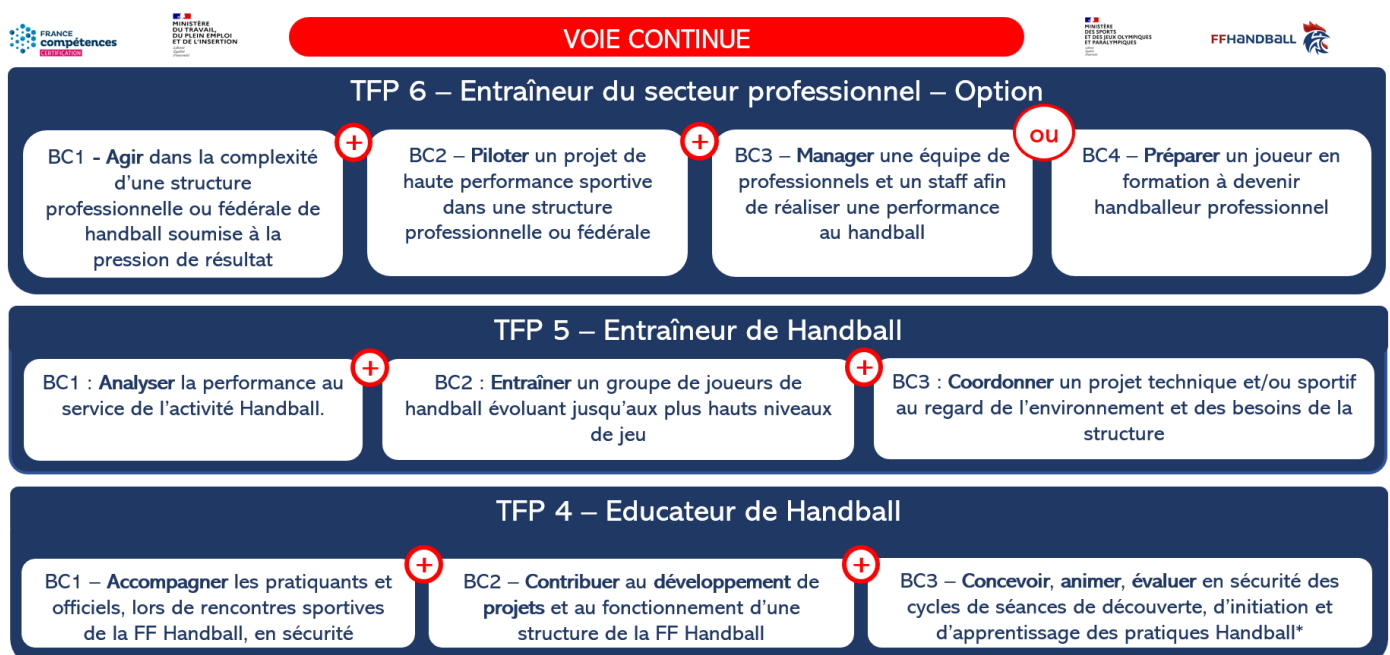 FRANCE
compétences
CERTIFICATION
MINISTÈRE
DU TRAVAIL,
DU PLEIN EMPLOI
ET DE L'INSERTION
VOIE CONTINUE
MINISTÈRE
DES SPORTS
ET DES JEUX OLYMPIQUES
ET PARALYMPIQUES
FFHANDBALL
TFP 6 – Entraîneur du secteur professionnel – Option
BC1 - Agir dans la complexité
d'une structure
professionnelle ou fédérale de
handball soumise à la
pression de résultat
+
BC2 – Piloter un projet de
haute performance sportive
dans une structure
professionnelle ou fédérale
+
BC3 – Manager une équipe de
professionnels et un staff afin
de réaliser une performance
au handball
ou
BC4 – Préparer un joueur en
formation à devenir
handballeur professionnel
TFP 5 – Entraîneur de Handball
BC1 : Analyser la performance au
service de l'activité Handball.
+
BC2 : Entraîner un groupe de joueurs de
handball évoluant jusqu'aux plus hauts niveaux
de jeu
+
BC3 : Coordonner un projet technique et/ou sportif
au regard de l'environnement et des besoins de la
structure
TFP 4 – Educateur de Handball
BC1 – Accompagner les pratiquants et
officiels, lors de rencontres sportives
de la FF Handball, en sécurité
+
BC2 – Contribuer au développement de
projets et au fonctionnement d'une
structure de la FF Handball
+
BC3 – Concevoir, animer, évaluer en sécurité des
cycles de séances de découverte, d'initiation et
d'apprentissage des pratiques Handball*